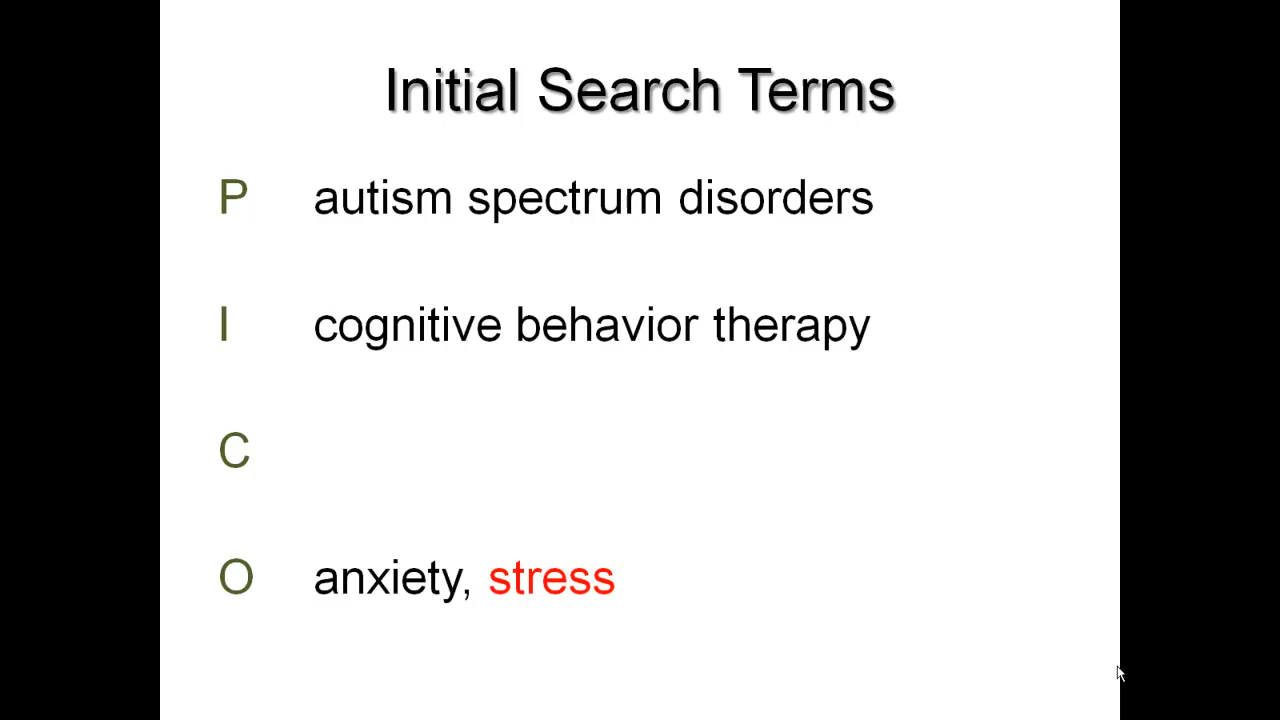 Initial Search Terms
P autism spectrum disorders
I cognitive behavior therapy
C
O anxiety, stress